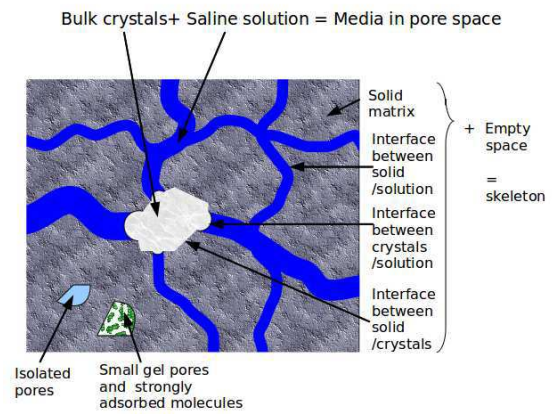 Bulk crystals+ Saline solution = Media in pore space
Solid
matrix
Interface
between
solid
/solution
Interface
between
crystals
/solution
Interface
between
solid
/crystals
+ Empty
space
=
skeleton
Isolated
pores
Small gel pores
and strongly
adsorbed molecules